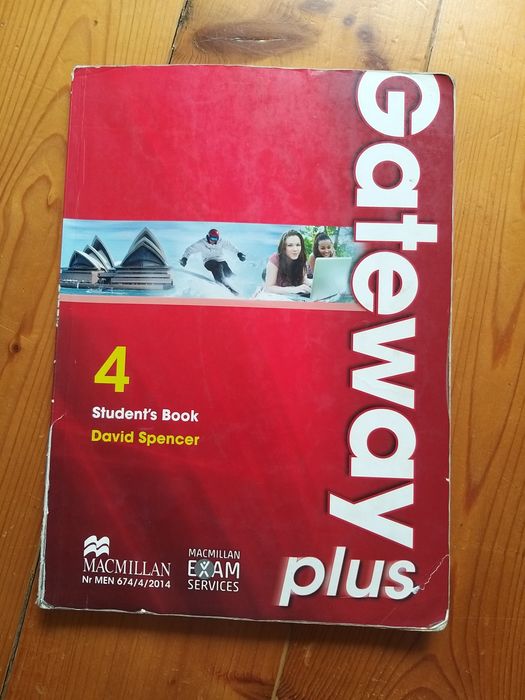 Gateway
plus
4
Student's Book
David Spencer
MACMILLAN
Nr MEN 674/4/2014
MACMILLAN
EXAM
SERVICES